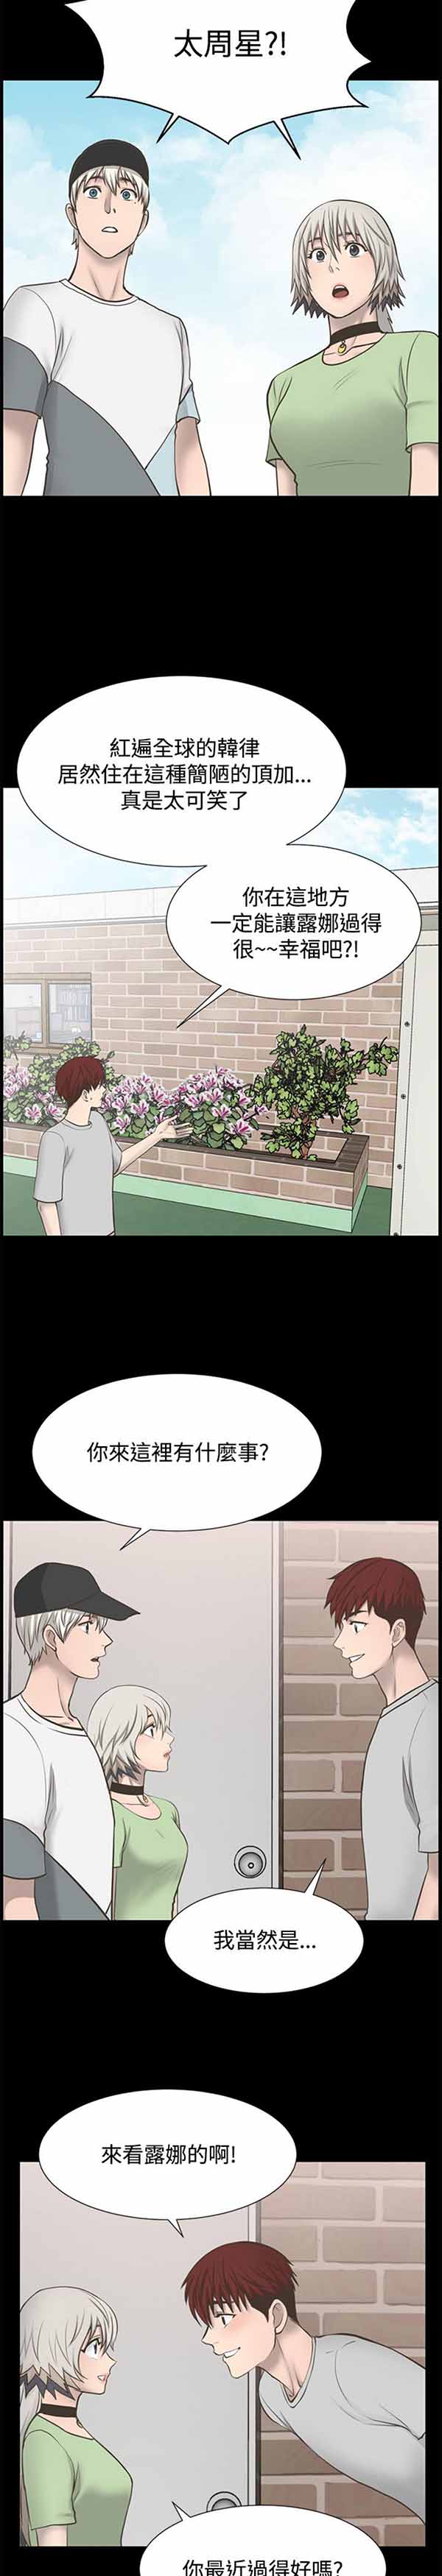 太周星?!
紅遍全球的韓律
居然住在這種簡陋的頂加...
真是太可笑了
你在這地方
一定能讓露娜過得
很~~幸福吧?!
你來這裡有什麼事?
我當然是...
來看露娜的啊!
你最近過得好嗎?